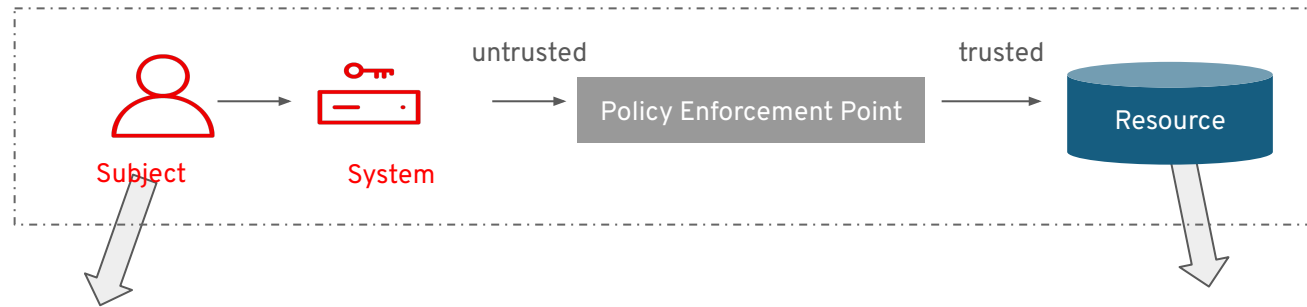 untrusted
trusted
Policy Enforcement Point
Resource
Subject
System